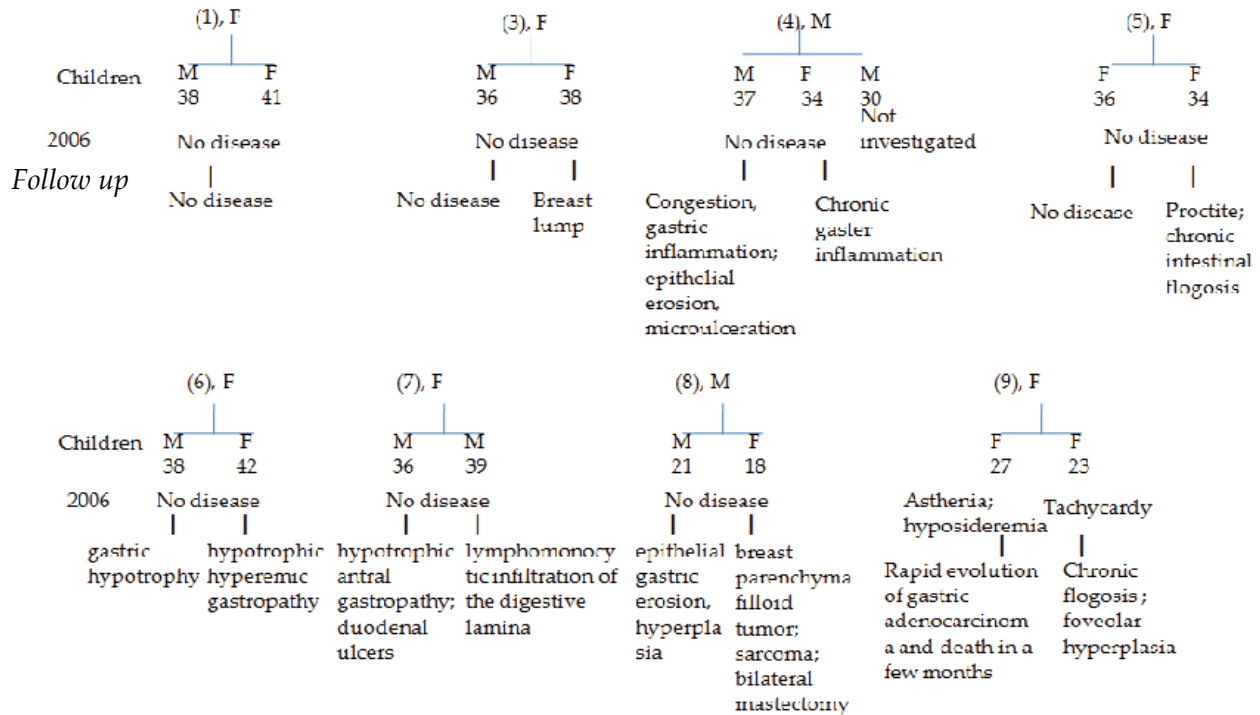 (1), F
(3), F
(4), M
(5), F
Children
M F
38 41
M F
36 38
M F M
37 34 30
F F
36 34
2006
No disease
No disease
No disease
Not
investigated
No disease
Follow up
No disease
No disease
Breast
lump
Congestion,
gastric
inflammation;
epithelial
erosion,
microulceration
Chronic
gaster
inflammation
No disease
Proctite;
chronic
intestinal
flogosis
(6), F
(7), F
(8), M
(9), F
Children
M F
38 42
M M
36 39
M F
21 18
F F
27 23
2006
No disease
No disease
No disease
Asthenia;
hyposideremia
Tachycardy
gastric
hypotrophy
hypotrophic
hyperemic
gastropathy
hypotrophic
antral
gastropathy;
duodenal
ulcers
lymphomonocy
tic infiltration of
the digestive
lamina
epithelial
gastric
erosion,
hyperpla
sia
breast
parenchyma
filloid
tumor;
sarcoma;
bilateral
mastectomy
Rapid evolution
of gastric
adenocarcinom
a and death in a
few months
Chronic
flogosis;
foveolar
hyperplasia